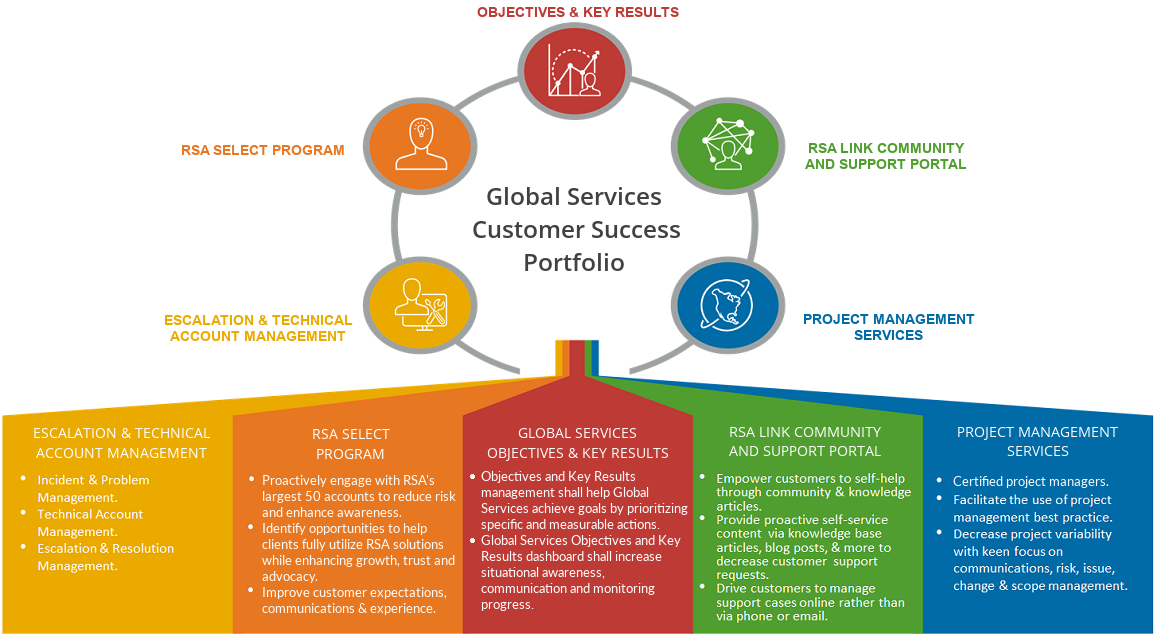 OBJECTIVES & KEY RESULTS
RSA SELECT PROGRAM
RSA LINK COMMUNITY
AND SUPPORT PORTAL
Global Services
Customer Success
Portfolio
ESCALATION & TECHNICAL
ACCOUNT MANAGEMENT
PROJECT MANAGEMENT
SERVICES
ESCALATION & TECHNICAL
ACCOUNT MANAGEMENT
• Incident & Problem
Management.
• Technical Account
Management.
• Escalation & Resolution
Management.
RSA SELECT
PROGRAM
• Proactively engage with RSA's
largest 50 accounts to reduce risk
and enhance awareness.
• Identify opportunities to help
clients fully utilize RSA solutions
while enhancing growth, trust and
advocacy.
• Improve customer expectations,
communications & experience.
GLOBAL SERVICES
OBJECTIVES & KEY RESULTS
• Objectives and Key Results
management shall help Global
Services achieve goals by prioritizing
specific and measurable actions.
• Global Services Objectives and Key
Results dashboard shall increase
situational awareness,
communication and monitoring
progress.
RSA LINK COMMUNITY
AND SUPPORT PORTAL
• Empower customers to self-help
through community & knowledge
articles.
• Provide proactive self-service
content via knowledge base
articles, blog posts, & more to
decrease customer support
requests.
• Drive customers to manage
support cases online rather than
via phone or email.
PROJECT MANAGEMENT
SERVICES
• Certified project managers.
• Facilitate the use of project
management best practice.
• Decrease project variability
with keen focus on
communications, risk, issue,
change & scope management.